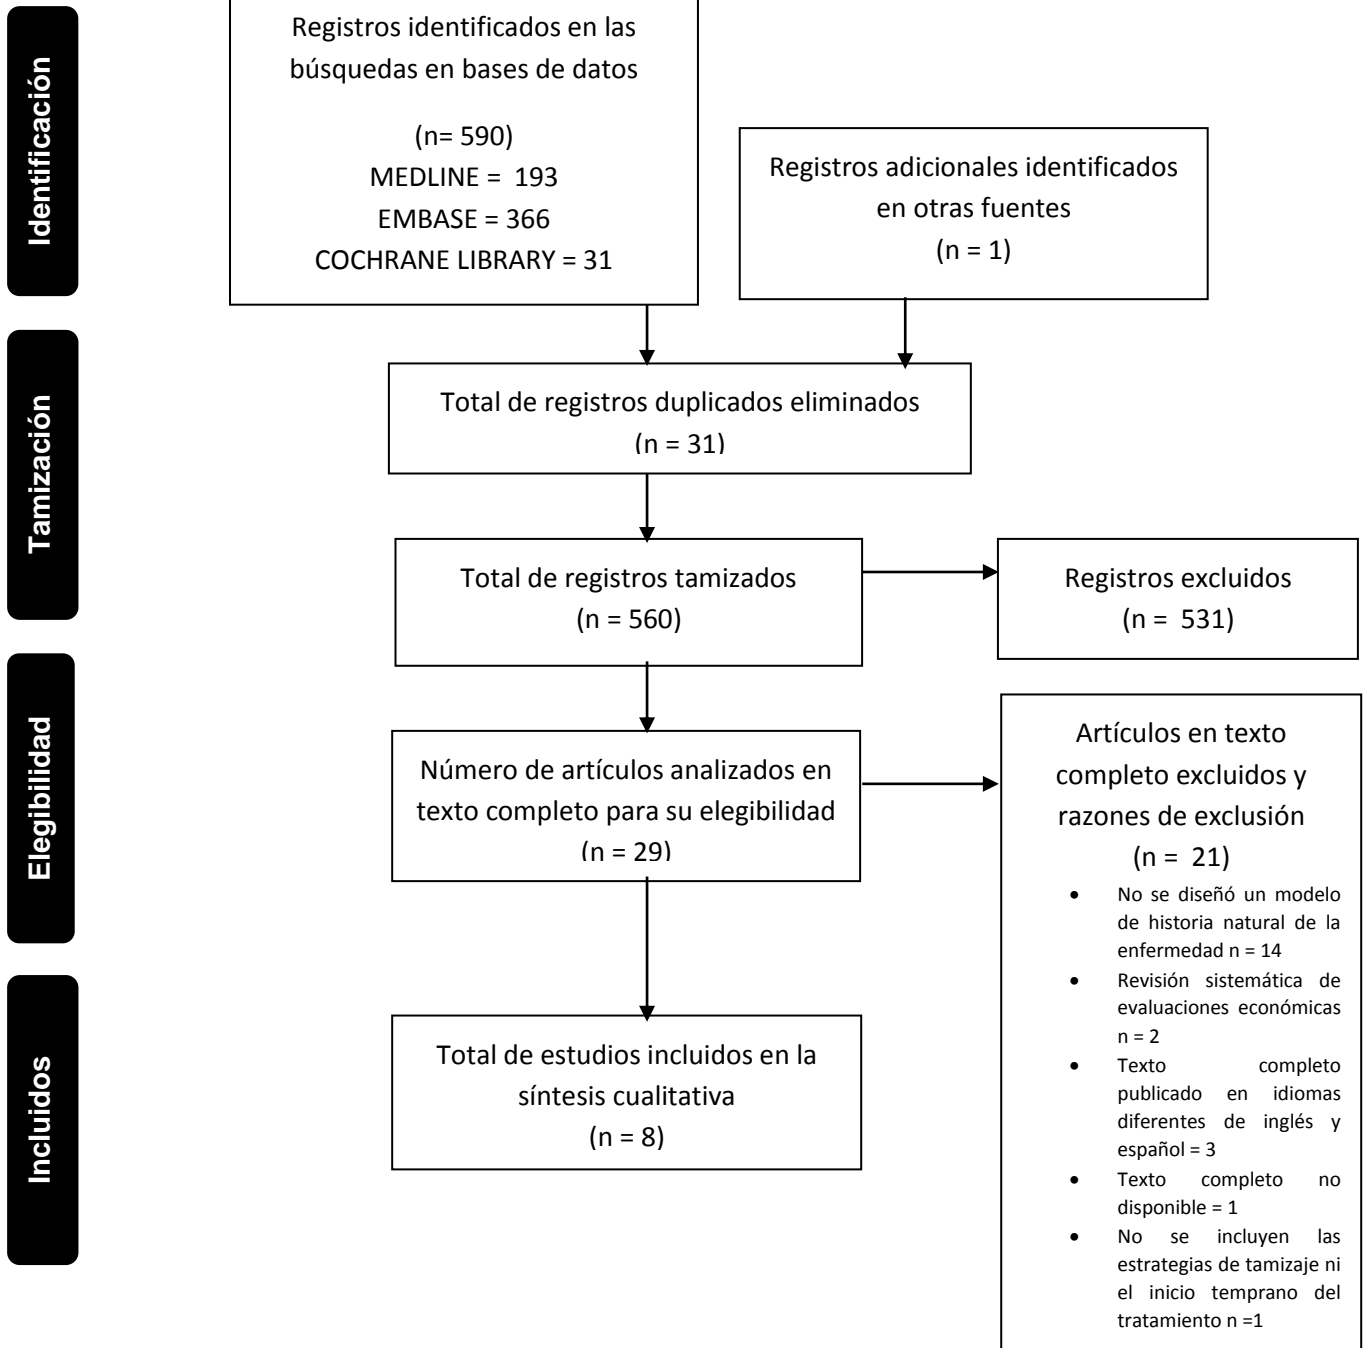 Identificación
Registros identificados en las
búsquedas en bases de datos
(n= 590)
MEDLINE = 193
EMBASE = 366
COCHRANE LIBRARY = 31
Registros adicionales identificados
en otras fuentes
(n = 1)
Tamización
Total de registros duplicados eliminados
(n = 31)
Total de registros tamizados
(n = 560)
Registros excluidos
(n = 531)
Elegibilidad
Número de artículos analizados en
texto completo para su elegibilidad
(n = 29)
Artículos en texto
completo excluidos y
razones de exclusión
(n = 21)
• No se diseñó un modelo
de historia natural de la
enfermedad n = 14
• Revisión sistemática de
evaluaciones económicas
n = 2
• Texto completo
publicado en idiomas
diferentes de inglés y
español = 3
• Texto completo no
disponible = 1
• No se incluyen las
estrategias de tamizaje ni
el inicio temprano del
tratamiento n =1
Incluidos
Total de estudios incluidos en la
síntesis cualitativa
(n = 8)